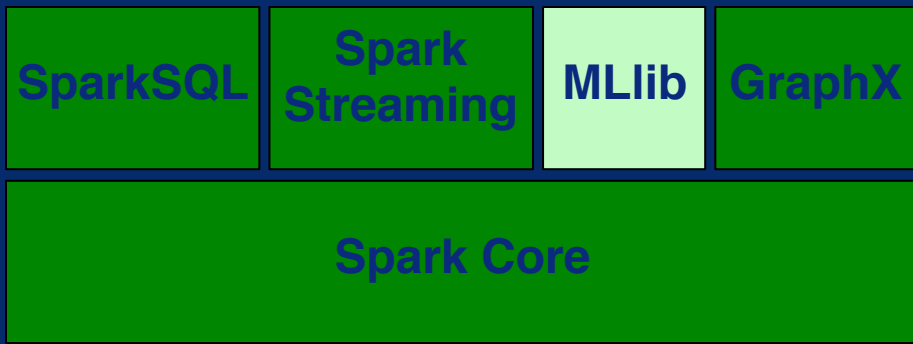 SparkSQL
Spark
Streaming
MLlib
GraphX
Spark Core